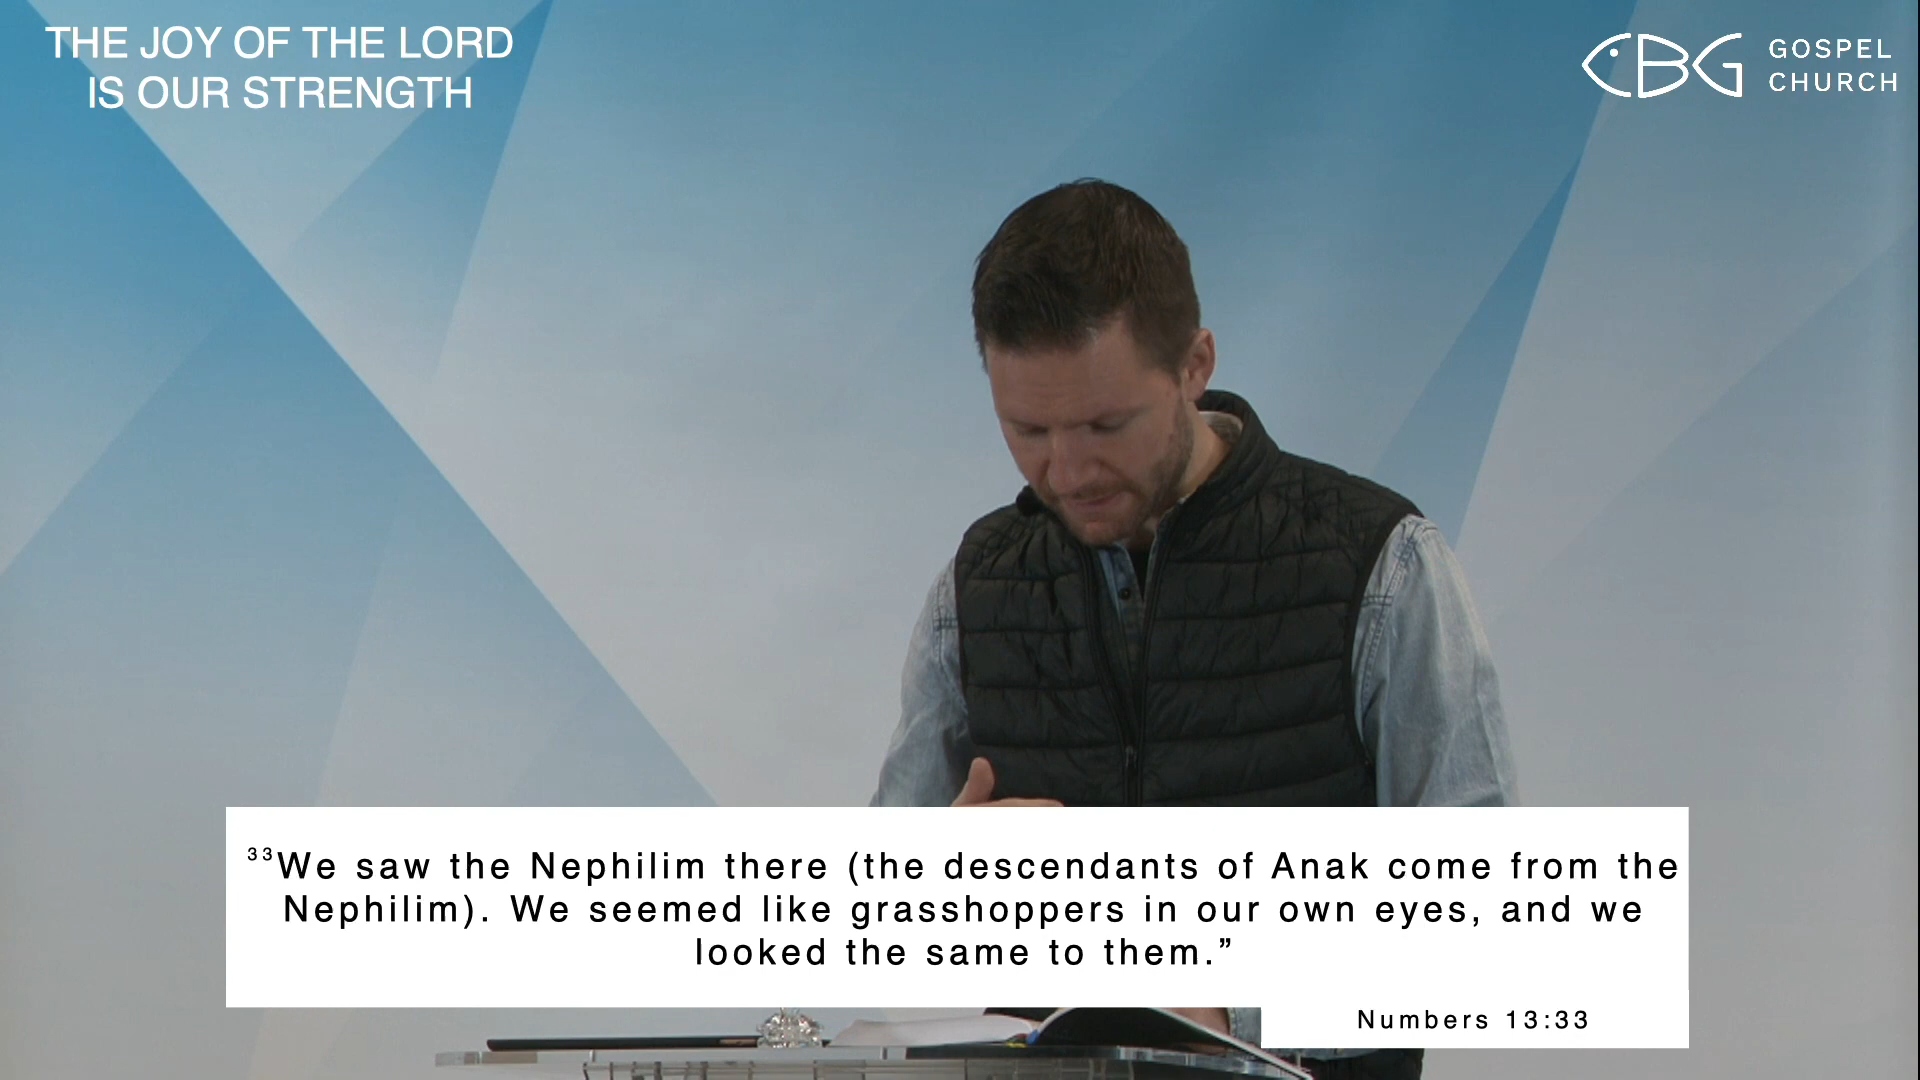 THE JOY OF THE LORD
IS OUR STRENGTH
CBG GOSPEL
CHURCH
³³We saw the Nephilim there (the descendants of Anak come from the
Nephilim). We seemed like grasshoppers in our own eyes, and we
looked the same to them.”
Numbers 13:33